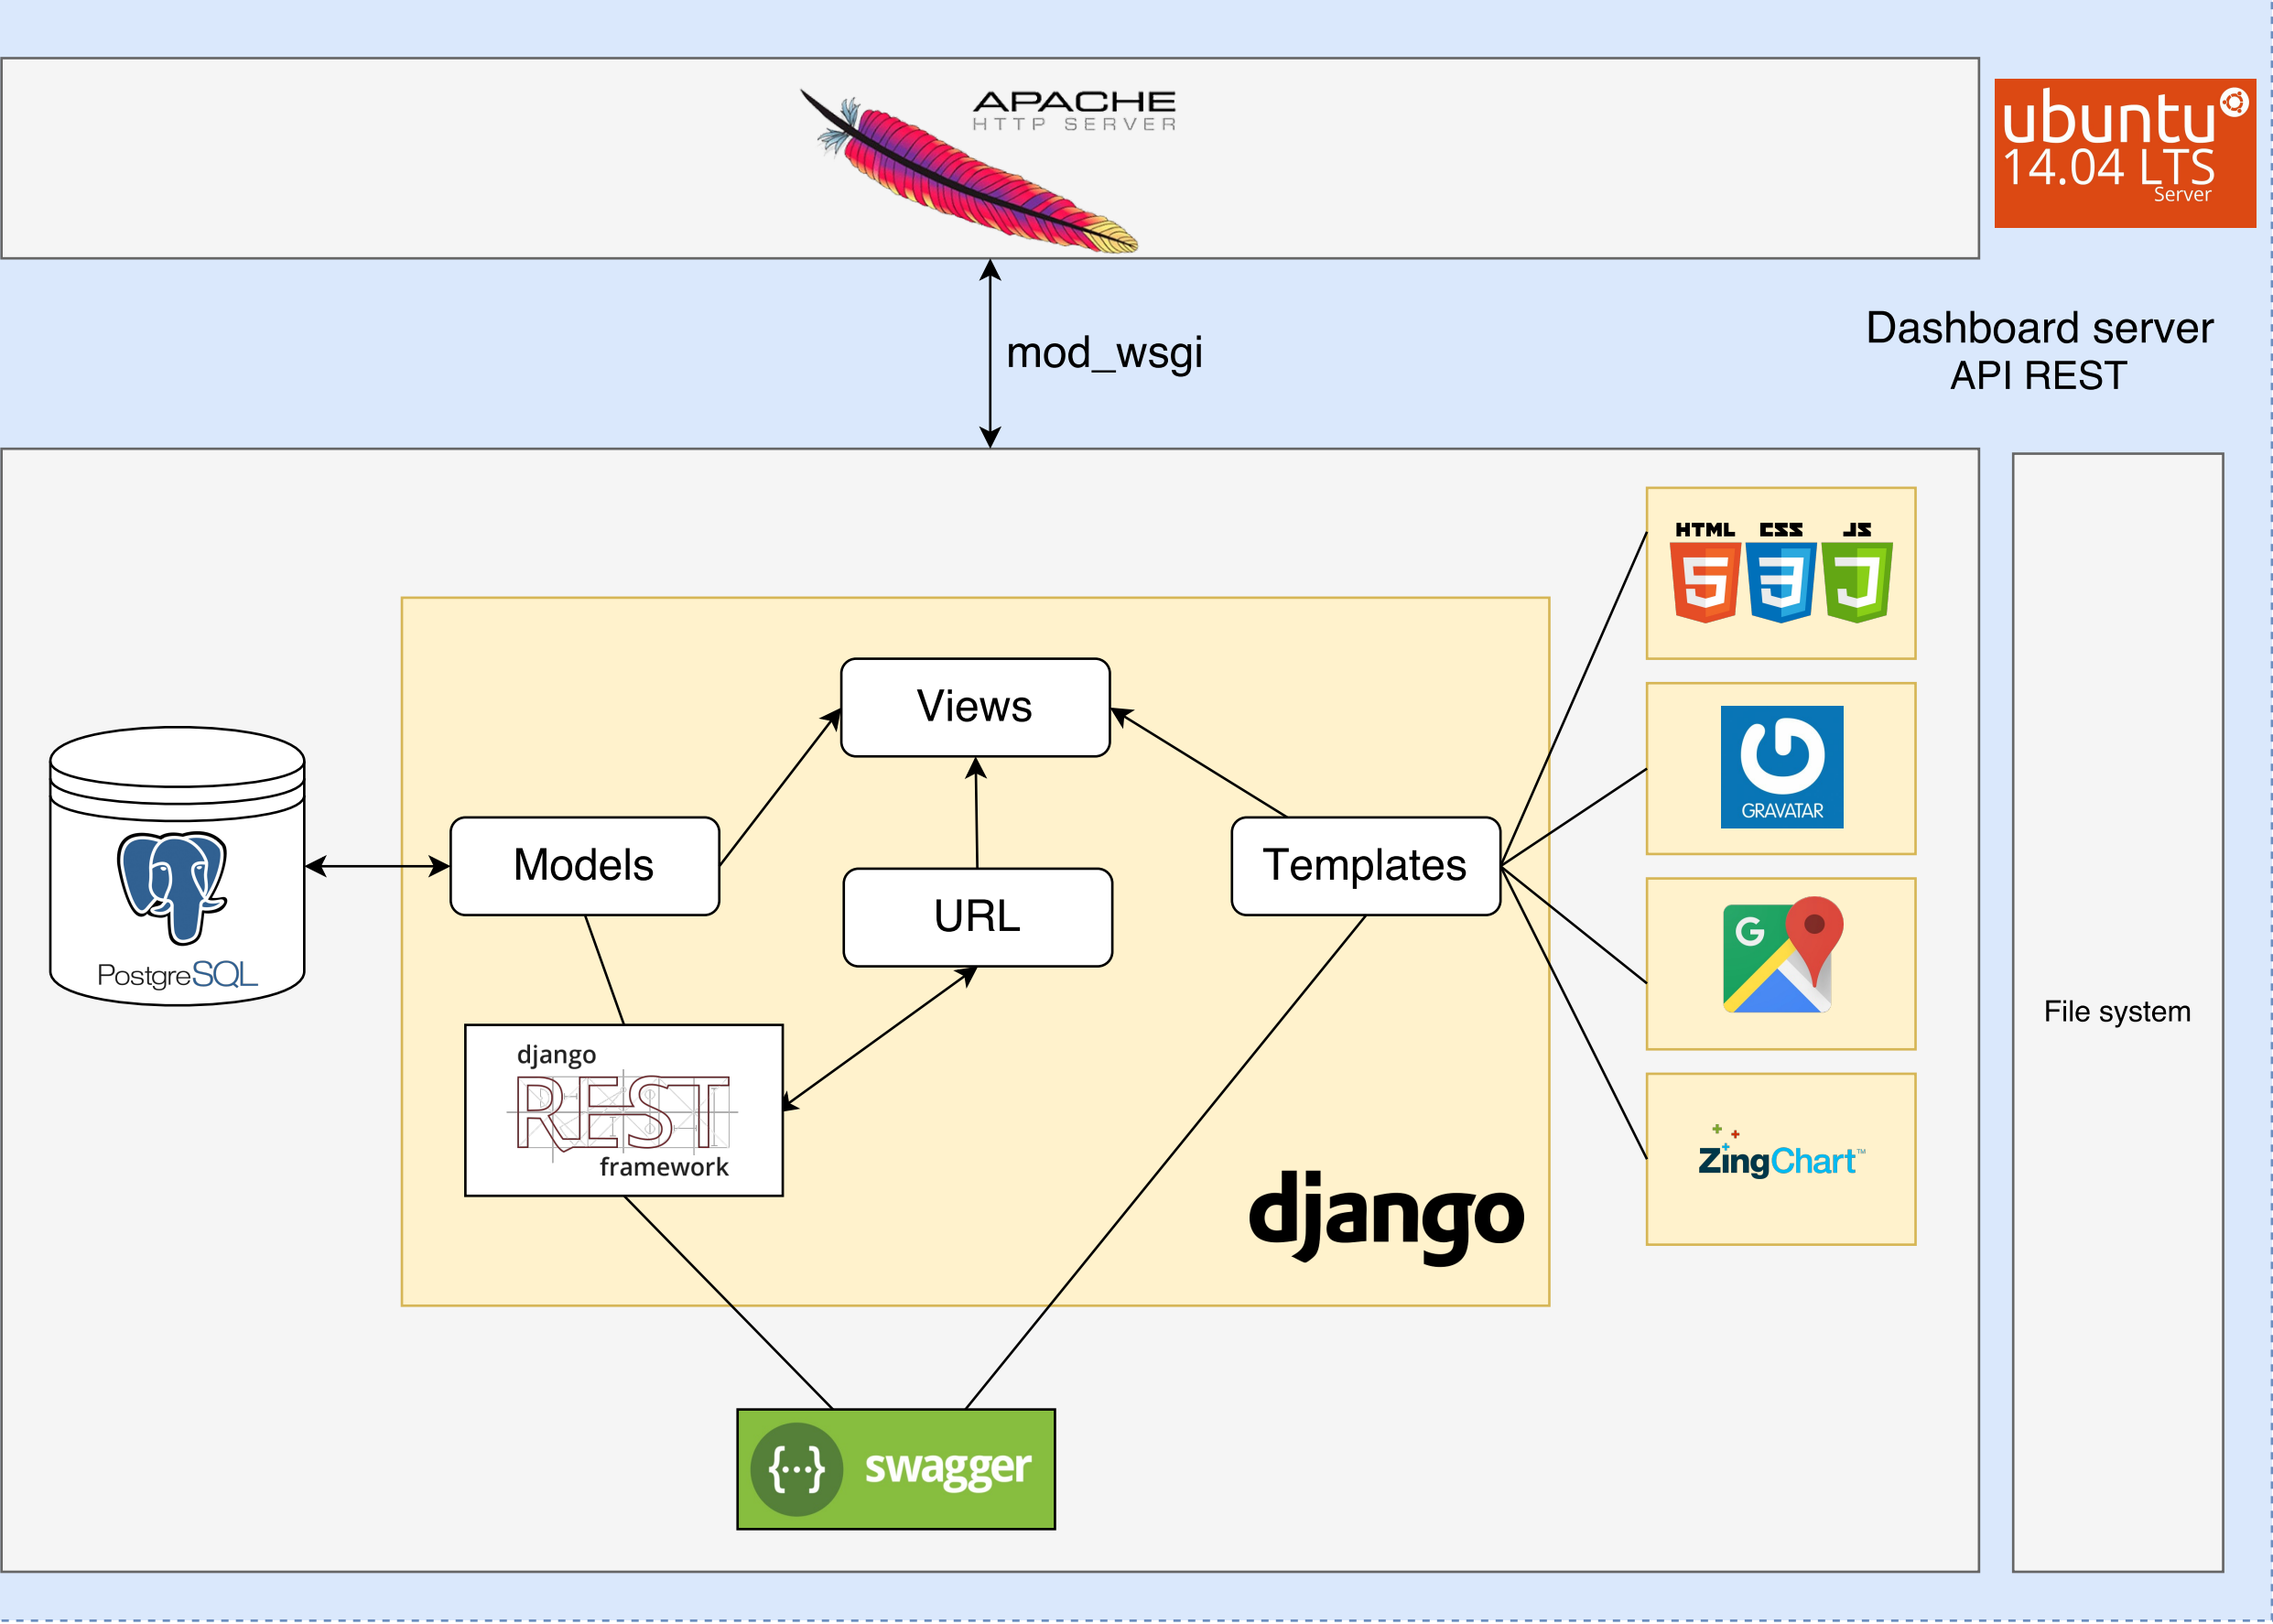 APACHE
HTTP SERVER
ubuntu
14.04 LTS
Server
mod_wsgi
Dashboard server
API REST
HTML
CSS
JS
Views
GRAVATAR
Models
Templates
URL
G
PostgreSQL
File system
django
REST
framework
ZingChart™
django
{···}
swagger